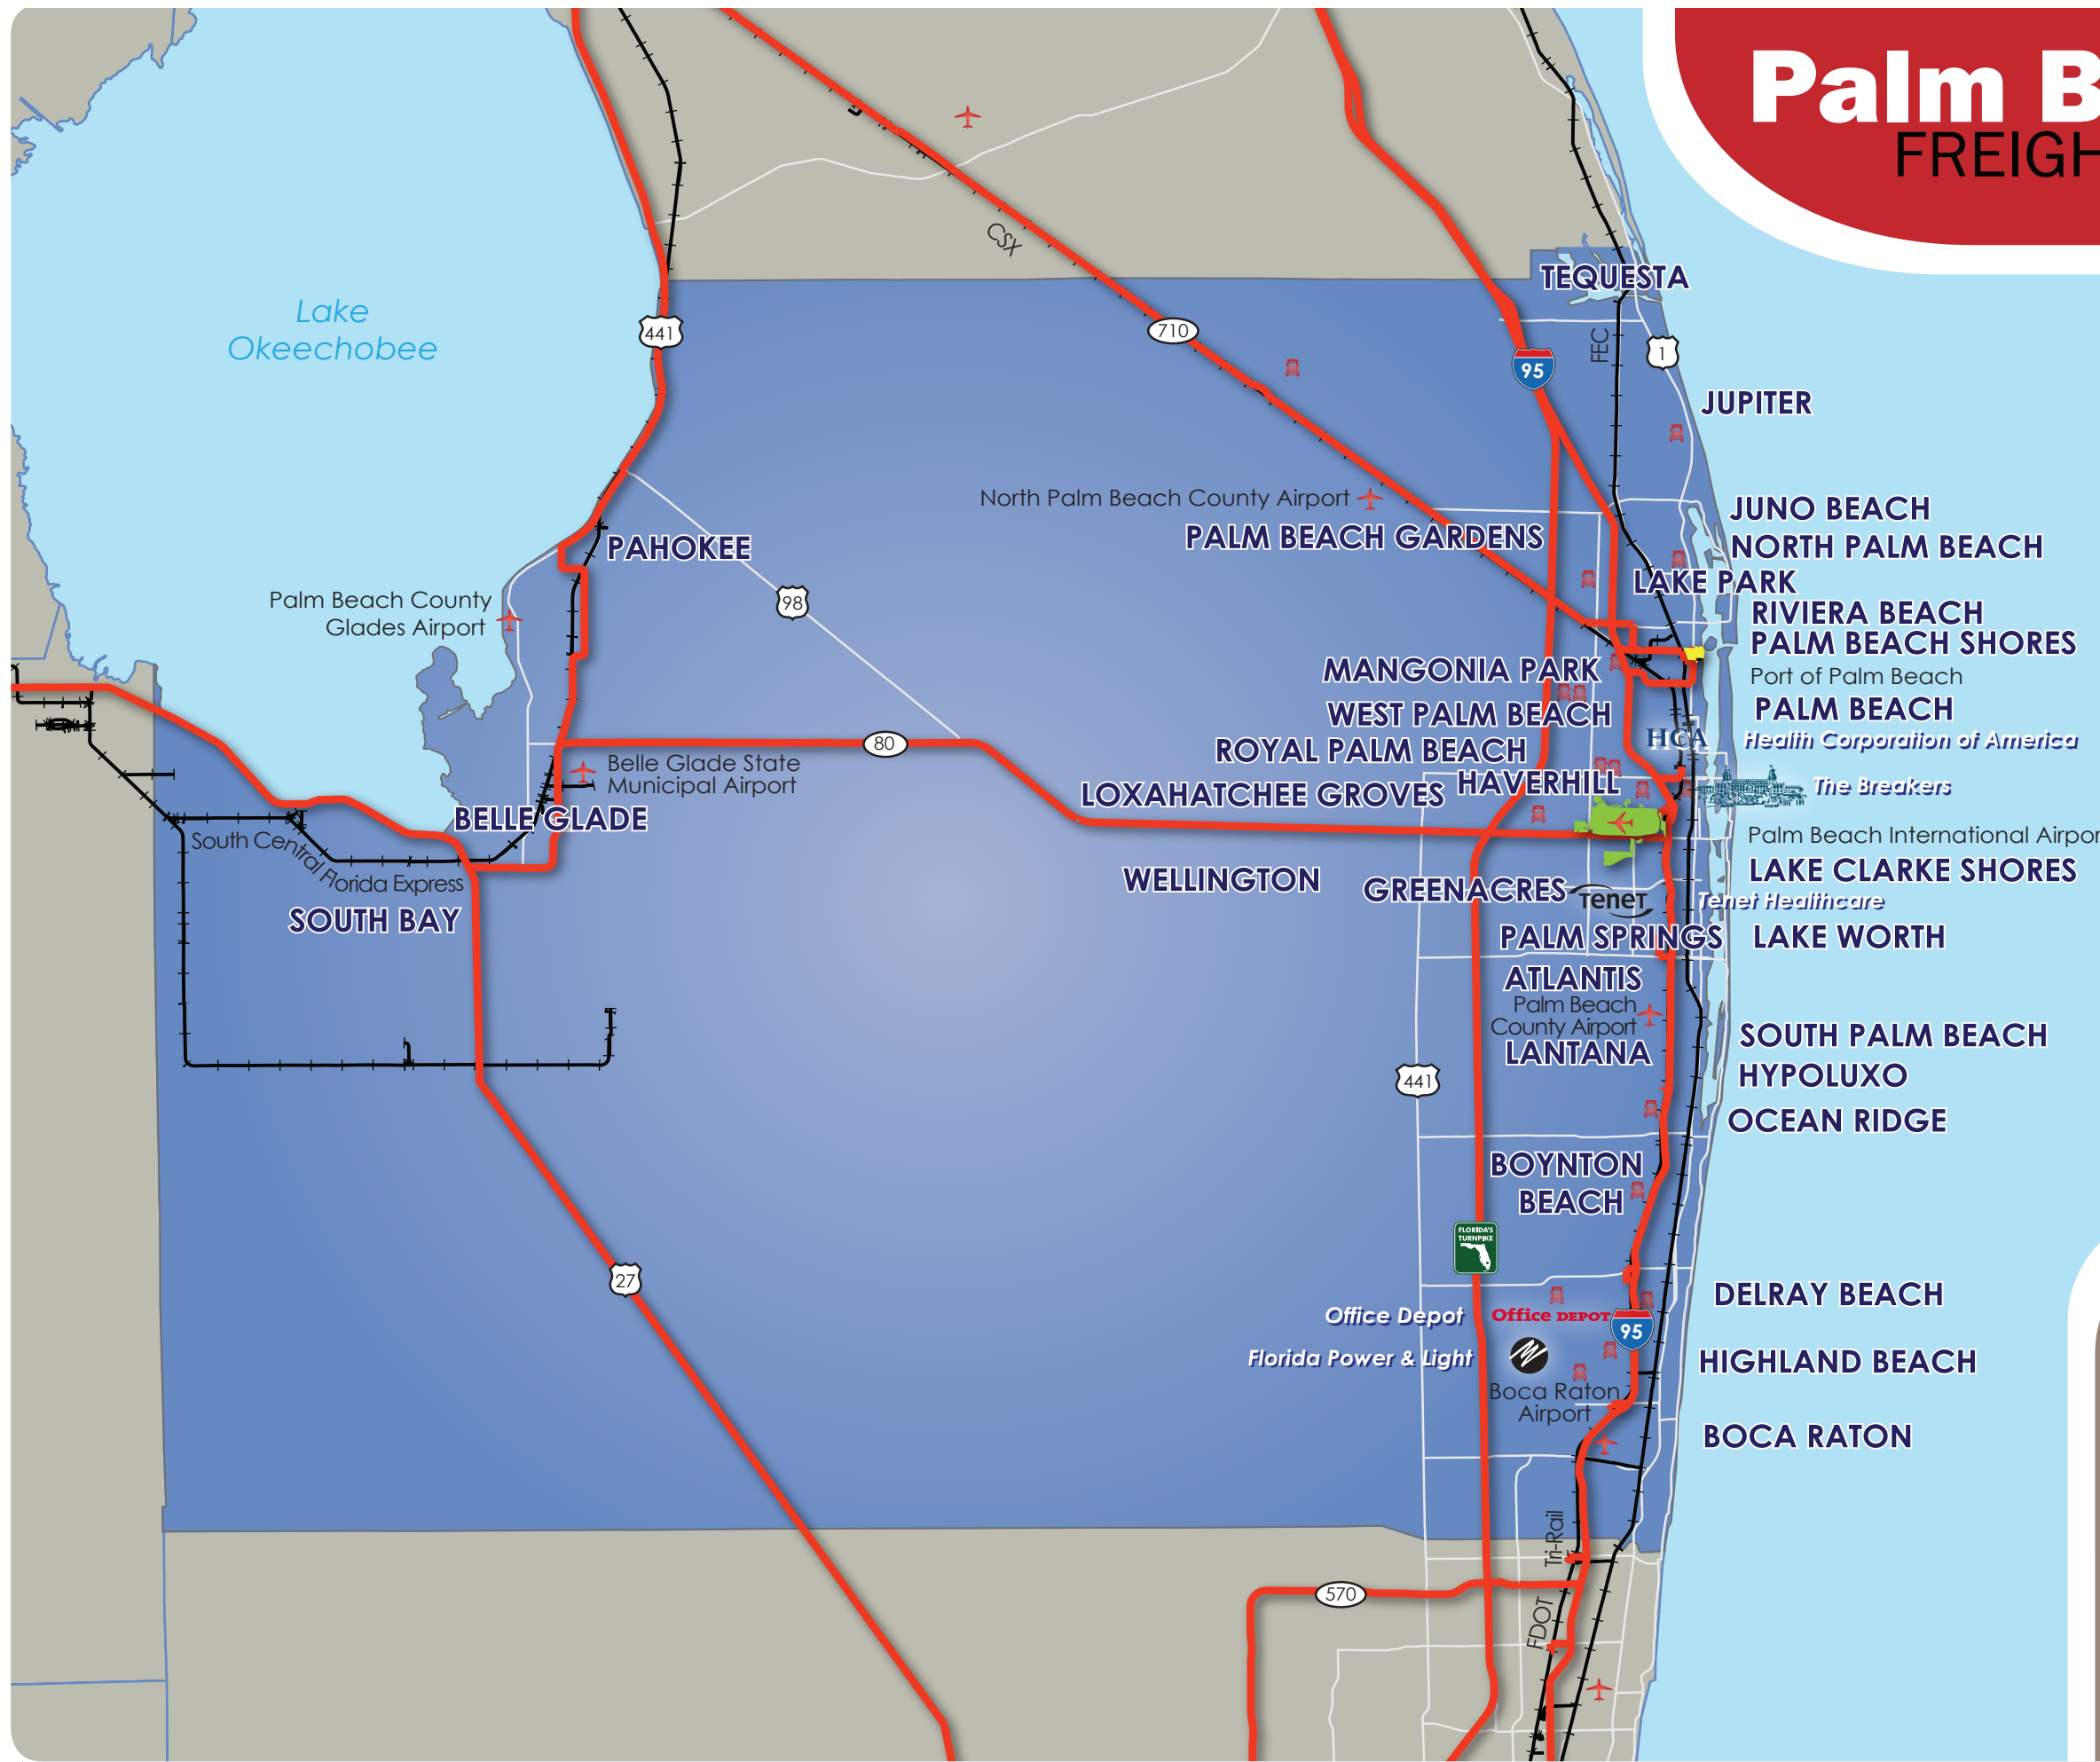 Palm B
FREIGH
Lake
Okeechobee
441
CSX
710
TEQUESTA
FEC
1
95
JUPITER
North Palm Beach County Airport
JUNO BEACH
PALM BEACH GARDENS
NORTH PALM BEACH
PAHOKEE
LAKE PARK
Palm Beach County
Glades Airport
98
RIVIERA BEACH
PALM BEACH SHORES
MANGONIA PARK
Port of Palm Beach
WEST PALM BEACH
PALM BEACH
HCA
Health Corporation of America
80
ROYAL PALM BEACH
Belle Glade State
Municipal Airport
HAVERHILL
The Breakers
LOXAHATCHEE GROVES
BELLE GLADE
South Central Florida Express
Palm Beach International Airpor
WELLINGTON
GREENACRES
LAKE CLARKE SHORES
Tenet
Tenet Healthcare
SOUTH BAY
PALM SPRINGS
LAKE WORTH
ATLANTIS
Palm Beach
County Airport
LANTANA
SOUTH PALM BEACH
441
HYPOLUXO
OCEAN RIDGE
BOYNTON
BEACH
FLORIDA'S
TURNPIKE
27
DELRAY BEACH
Office Depot
Office DEPOT
95
Florida Power & Light
HIGHLAND BEACH
Boca Raton
Airport
BOCA RATON
Tri-Rail
570
FDOT